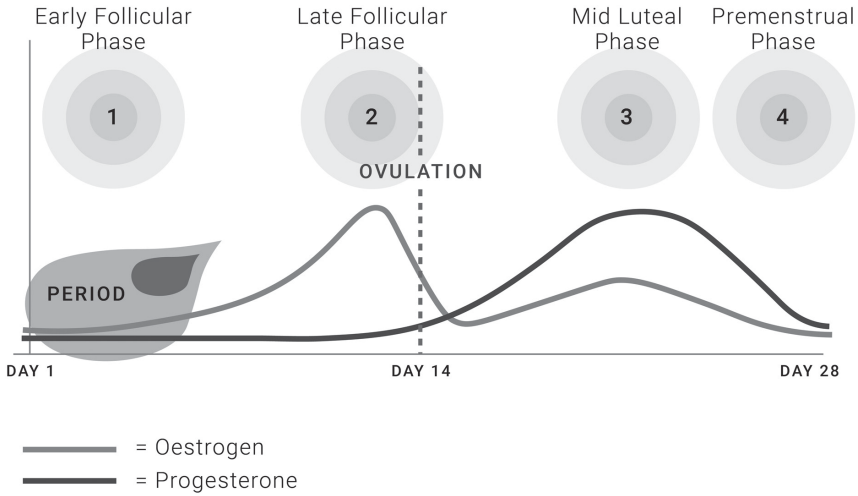 Early Follicular
Phase
Late Follicular
Phase
Mid Luteal
Phase
Premenstrual
Phase
1
2
3
4
OVULATION
PERIOD
DAY 1
DAY 14
DAY 28
= Oestrogen
= Progesterone